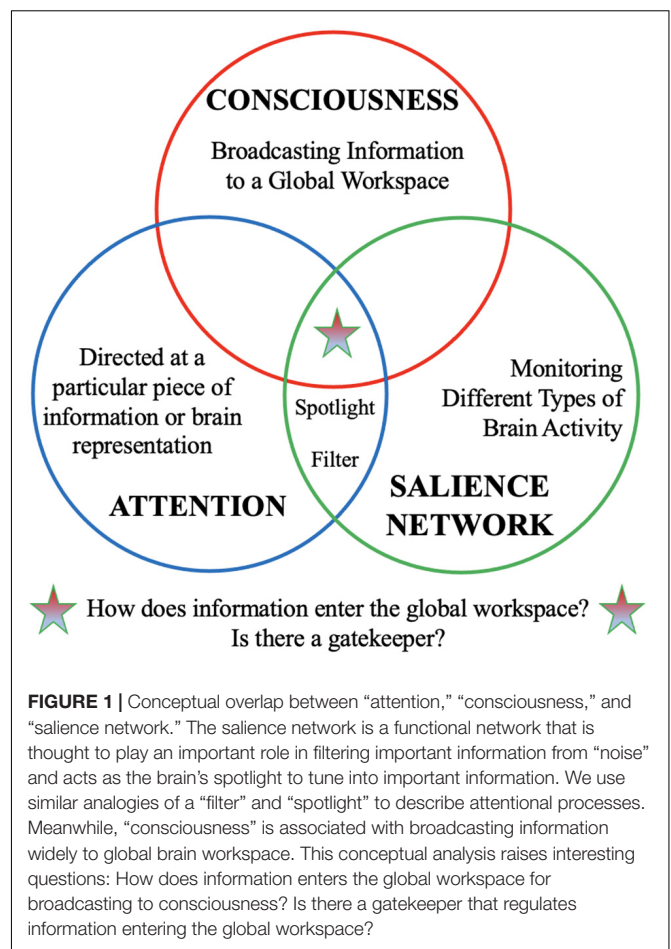 CONSCIOUSNESS
Broadcasting Information
to a Global Workspace
Directed at a
particular piece of
information or brain
representation
ATTENTION
Spotlight
Filter
Monitoring
Different Types of
Brain Activity
SALIENCE
NETWORK
How does information enter the global workspace?
Is there a gatekeeper?
FIGURE 1 | Conceptual overlap between “attention,” “consciousness,” and
“salience network.” The salience network is a functional network that is
thought to play an important role in filtering important information from “noise”
and acts as the brain’s spotlight to tune into important information. We use
similar analogies of a “filter” and “spotlight” to describe attentional processes.
Meanwhile, “consciousness” is associated with broadcasting information
widely to global brain workspace. This conceptual analysis raises interesting
questions: How does information enters the global workspace for
broadcasting to consciousness? Is there a gatekeeper that regulates
information entering the global workspace?